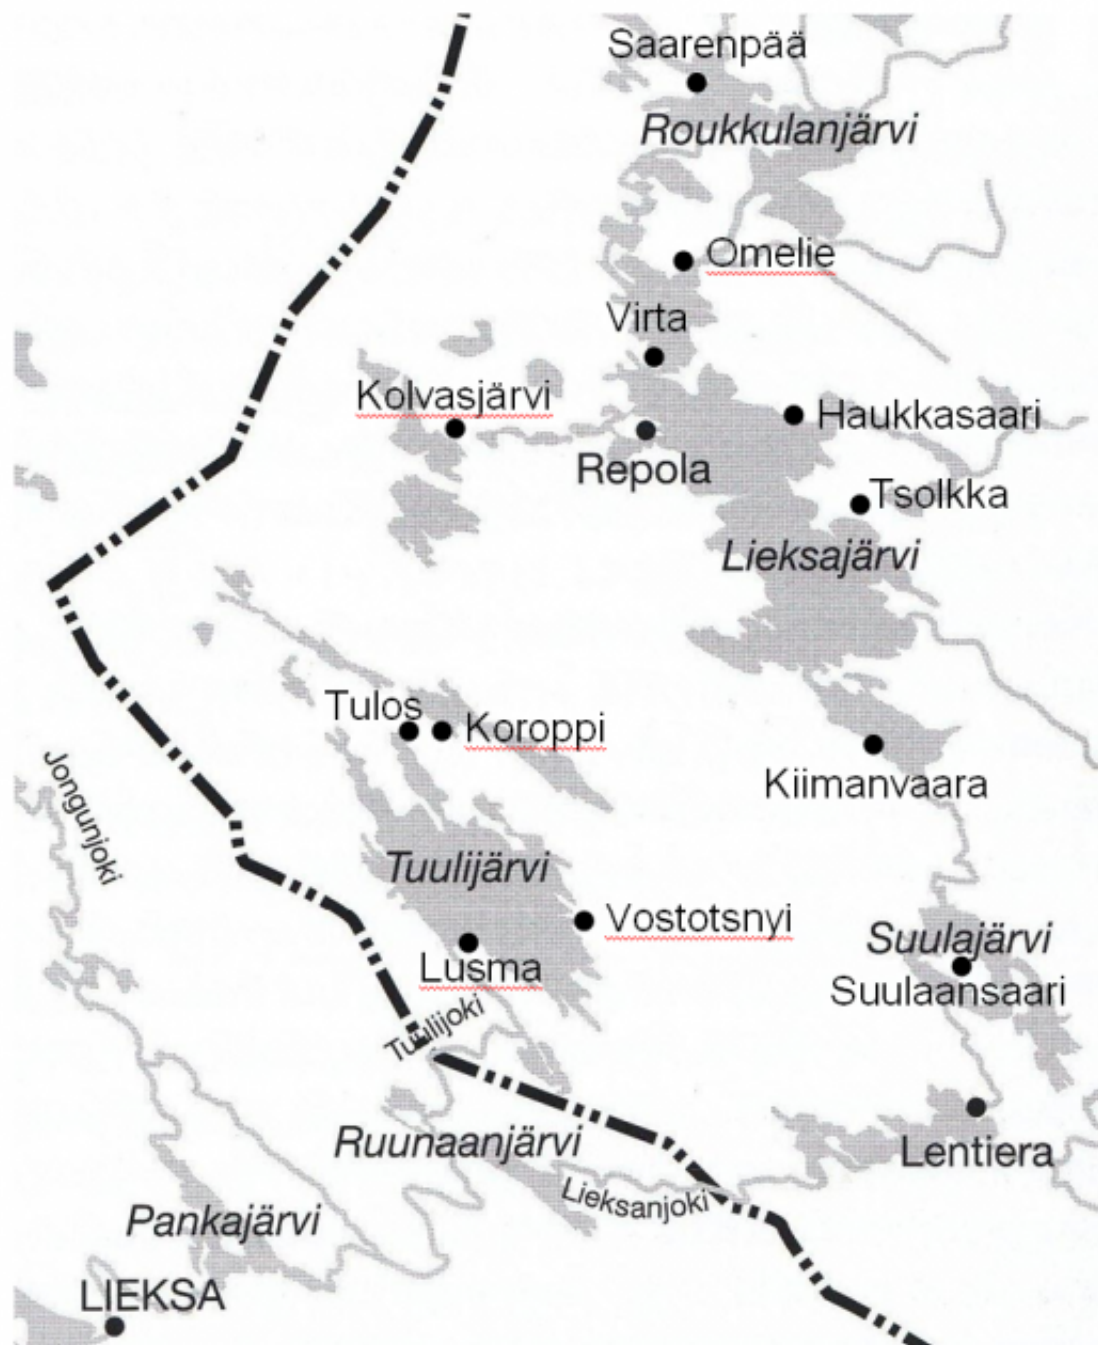 Saarenpää
Roukkulanjärvi
Omelie
Virta
Kolvasjärvi
Haukkasaari
Repola
Tsolkka
Lieksajärvi
Tulos
Koroppi
Jongunjoki
Kiimanvaara
Tuulijärvi
Vostotsnyi
Suulajärvi
Lusma
Suulaansaari
Tuulijoki
Ruunaanjärvi
Lentiera
Lieksanjoki
Pankajärvi
LIEKSA